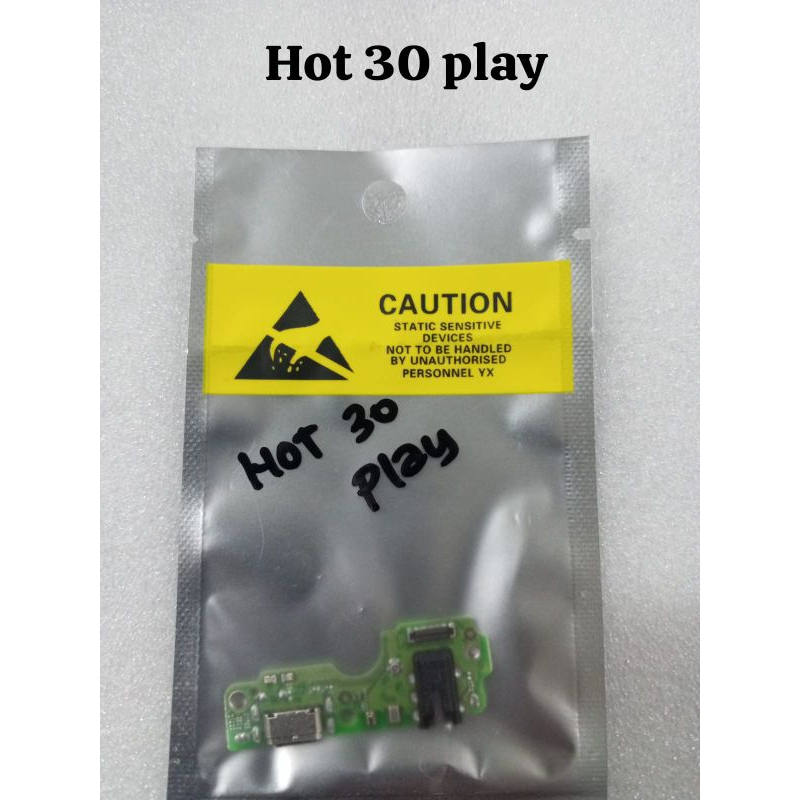 Hot 30 play
CAUTION
STATIC SENSITIVE
DEVICES
NOT TO BE HANDLED
BY UNAUTHORISED
PERSONNEL YX
HOT 30
Play